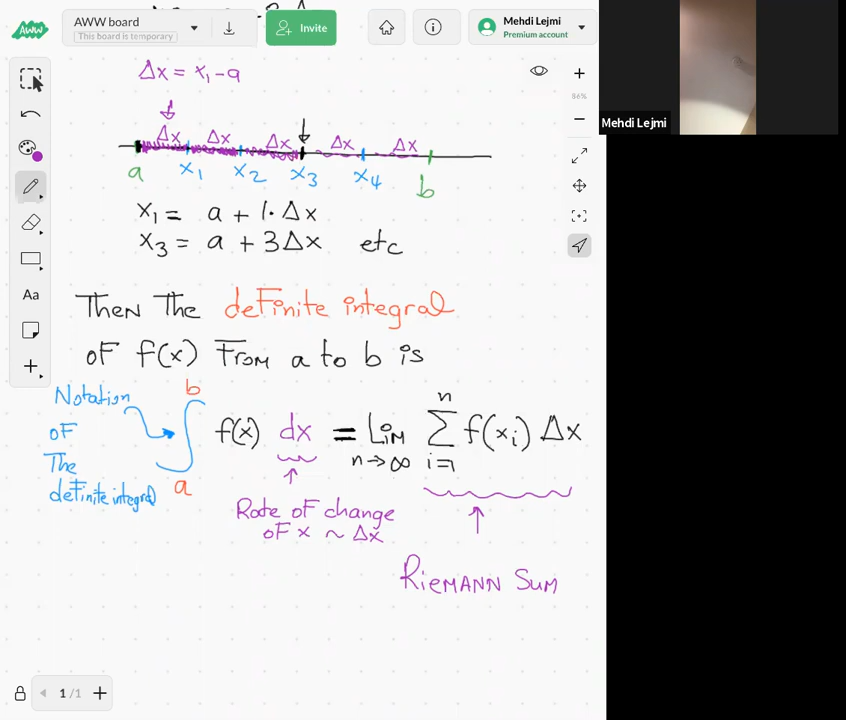 AWW
AWW board
This board is temporary
Invite
Mehdi Lejmi
Premium account
86%
Mehdi Lejmi
Aa
Δx = x₁ - a
Δx Δx Δx Δx Δx
a x₁ x₂ x₃ x₄ b
x₁ = a + 1·Δx
x₃ = a + 3Δx etc
Then The definite integral
of f(x) From a to b is
Notation
of
The
definite integral
∫ₐᵇ f(x) dx = Lim n→∞ Σ i=1 n f(xᵢ) Δx
Rate of change
of x ~ Δx
RIEMANN SUM
1 / 1